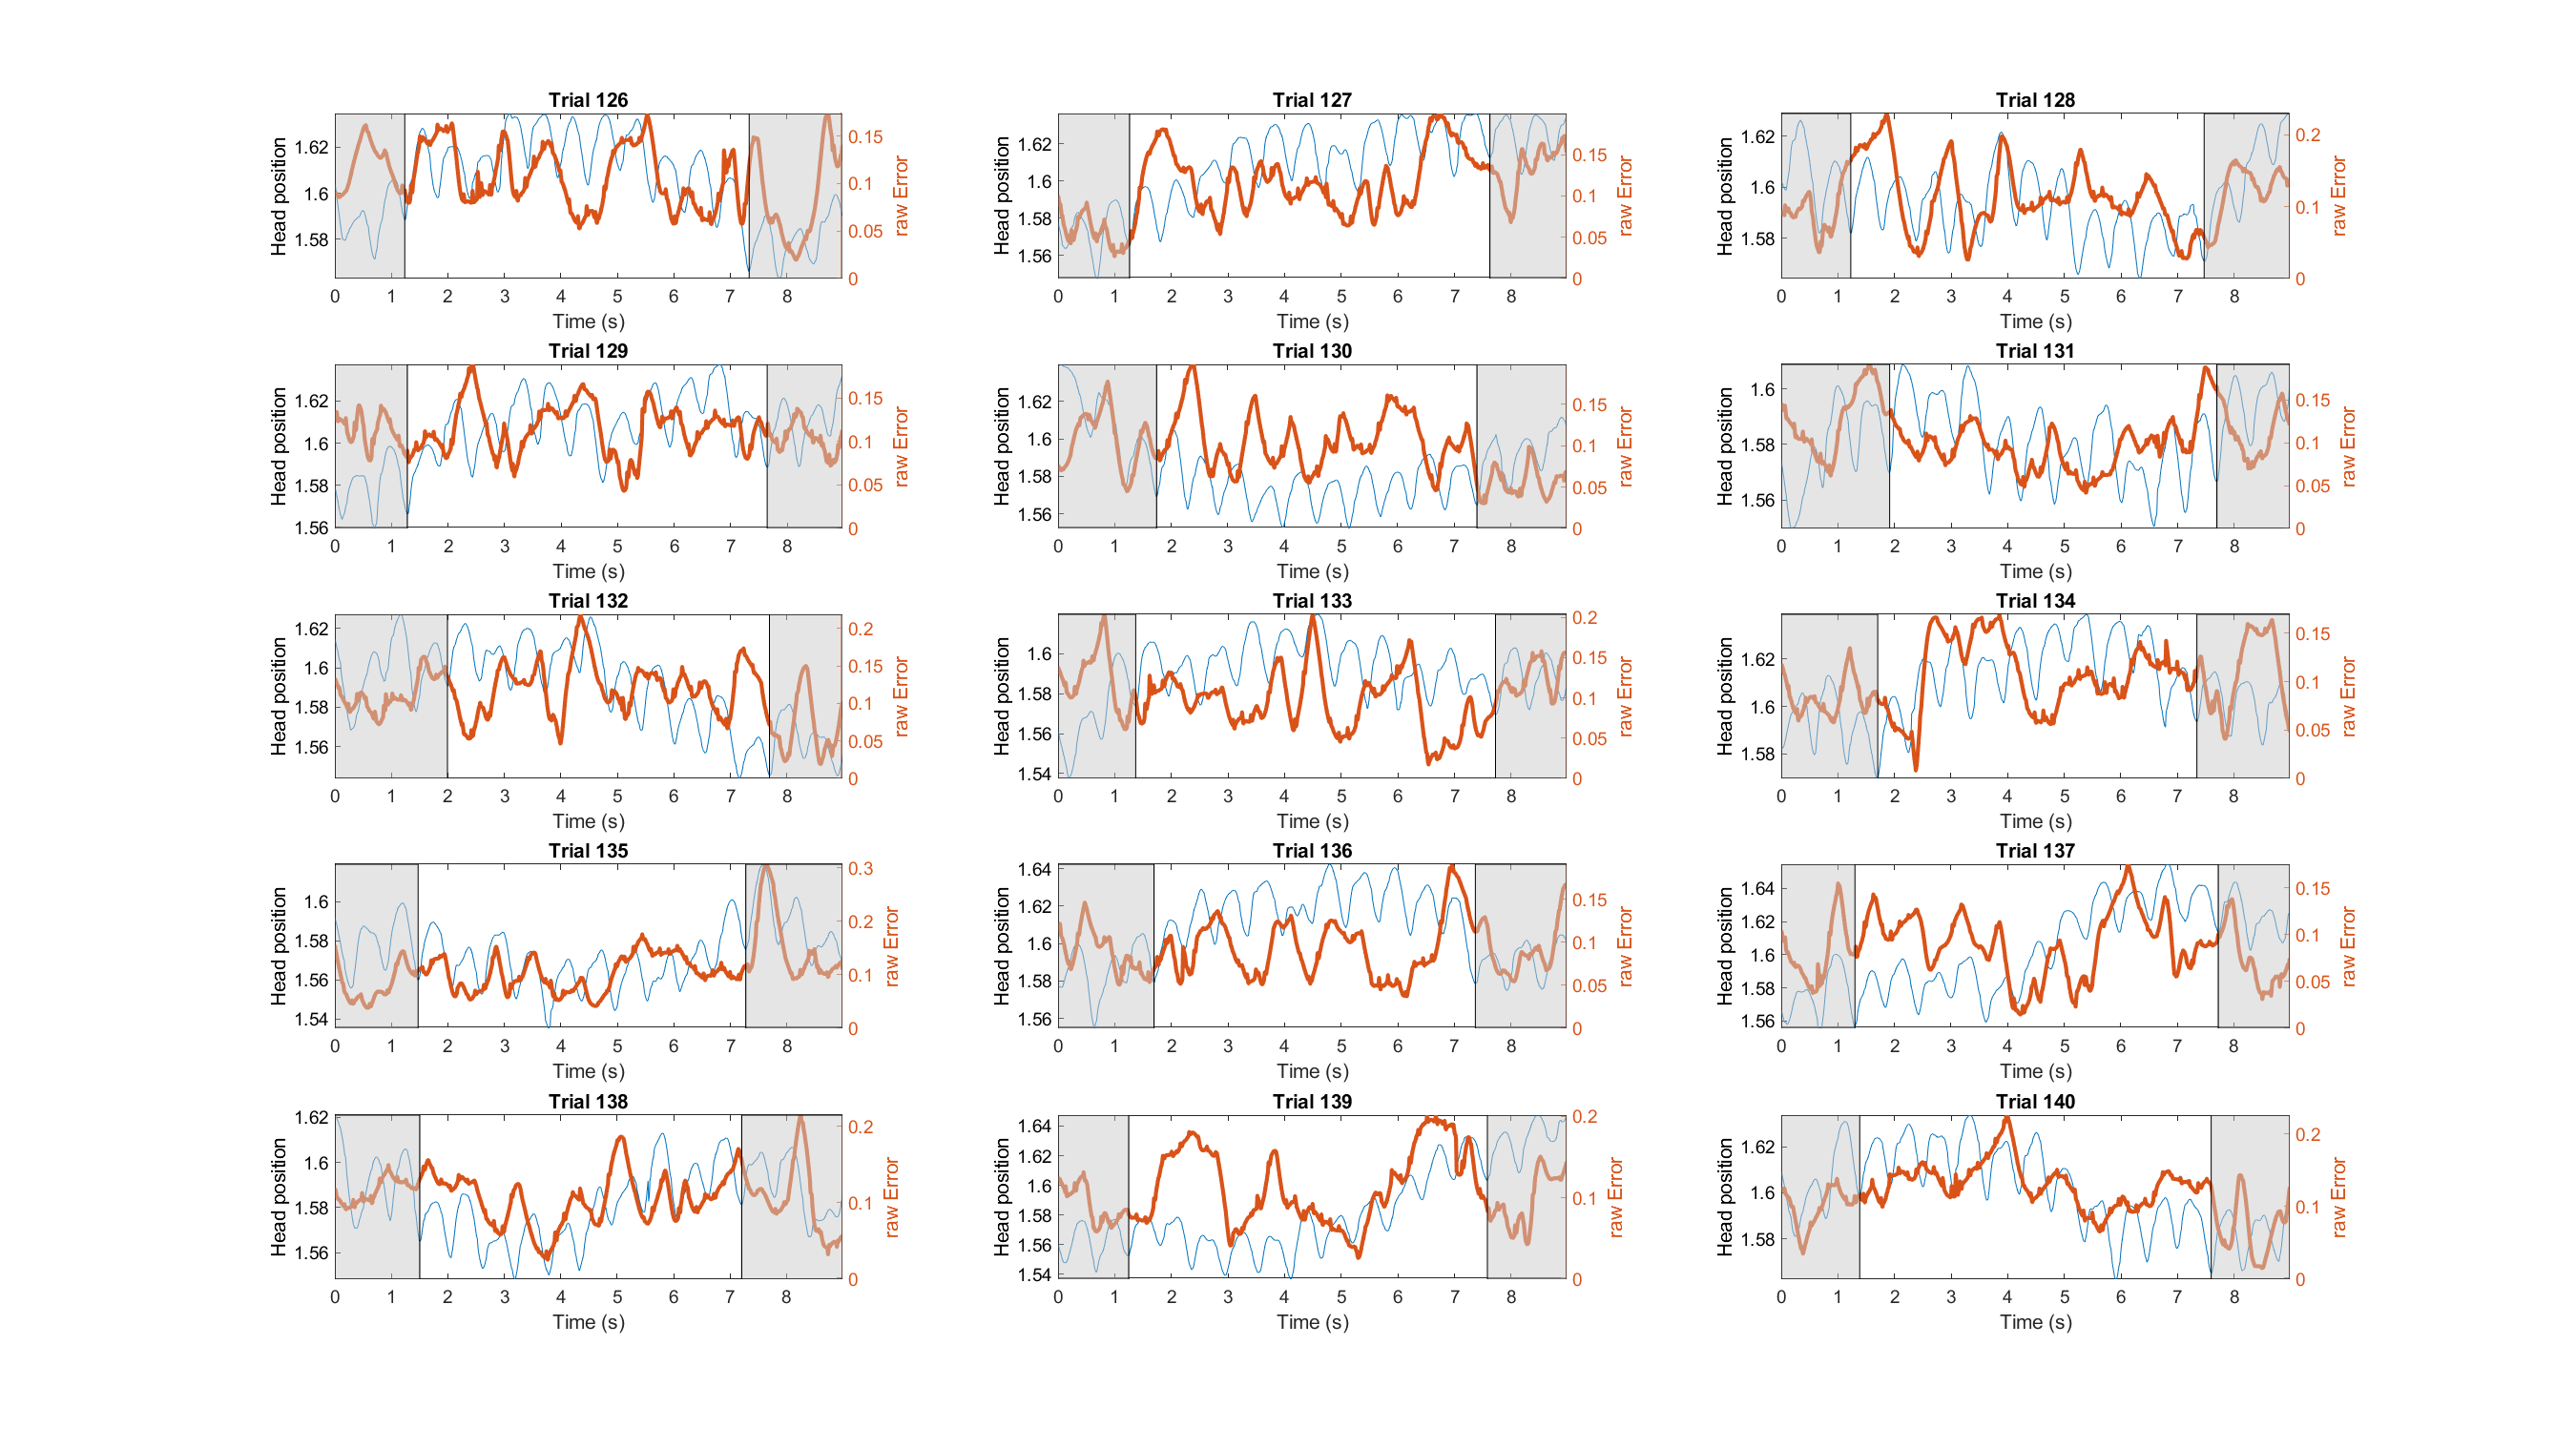 Trial 126
Head position
1.62
1.6
1.58
0.15
0.1
0.05
0
raw Error
0 1 2 3 4 5 6 7 8
Time (s)
Trial 127
Head position
1.62
1.6
1.58
1.56
0.15
0.1
0.05
0
raw Error
0 1 2 3 4 5 6 7 8
Time (s)
Trial 128
Head position
1.62
1.6
1.58
0.2
0.1
0
raw Error
0 1 2 3 4 5 6 7 8
Time (s)
Trial 129
Head position
1.62
1.6
1.58
1.56
0.15
0.1
0.05
0
raw Error
0 1 2 3 4 5 6 7 8
Time (s)
Trial 130
Head position
1.62
1.6
1.58
1.56
0.15
0.1
0.05
0
raw Error
0 1 2 3 4 5 6 7 8
Time (s)
Trial 131
Head position
1.6
1.58
1.56
0.15
0.1
0.05
0
raw Error
0 1 2 3 4 5 6 7 8
Time (s)
Trial 132
Head position
1.62
1.6
1.58
1.56
0.2
0.15
0.1
0.05
0
raw Error
0 1 2 3 4 5 6 7 8
Time (s)
Trial 133
Head position
1.6
1.58
1.56
1.54
0.2
0.15
0.1
0.05
0
raw Error
0 1 2 3 4 5 6 7 8
Time (s)
Trial 134
Head position
1.62
1.6
1.58
0.15
0.1
0.05
0
raw Error
0 1 2 3 4 5 6 7 8
Time (s)
Trial 135
Head position
1.6
1.58
1.56
1.54
0.3
0.2
0.1
0
raw Error
0 1 2 3 4 5 6 7 8
Time (s)
Trial 136
Head position
1.64
1.62
1.6
1.58
1.56
0.15
0.1
0.05
0
raw Error
0 1 2 3 4 5 6 7 8
Time (s)
Trial 137
Head position
1.64
1.62
1.6
1.58
1.56
0.15
0.1
0.05
0
raw Error
0 1 2 3 4 5 6 7 8
Time (s)
Trial 138
Head position
1.62
1.6
1.58
1.56
0.2
0.1
0
raw Error
0 1 2 3 4 5 6 7 8
Time (s)
Trial 139
Head position
1.64
1.62
1.6
1.58
1.56
1.54
0.2
0.1
0
raw Error
0 1 2 3 4 5 6 7 8
Time (s)
Trial 140
Head position
1.62
1.6
1.58
0.2
0.1
0
raw Error
0 1 2 3 4 5 6 7 8
Time (s)